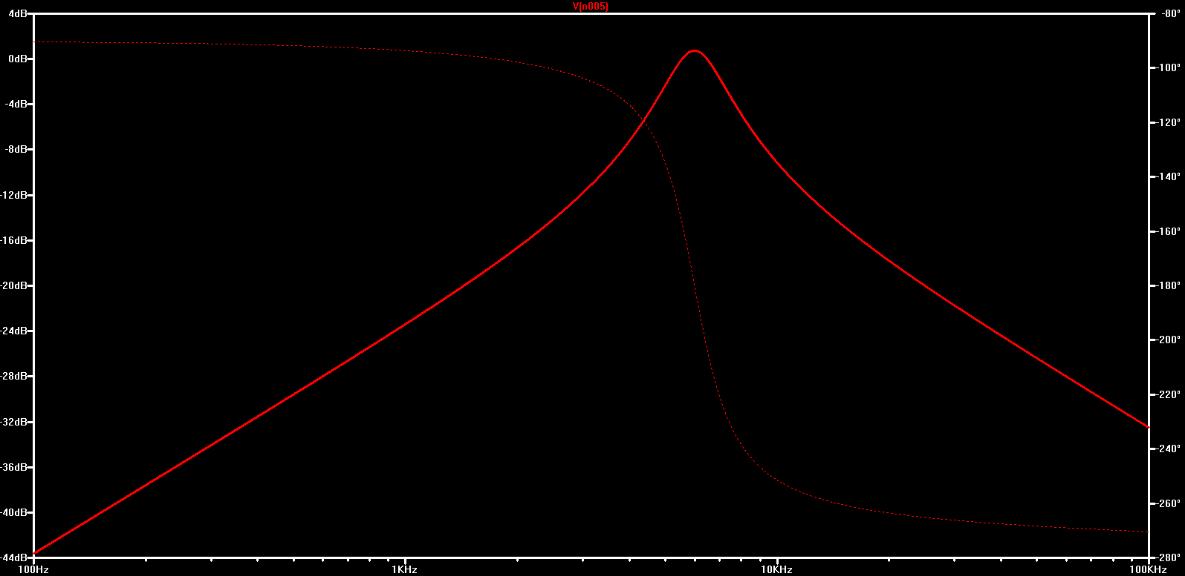 V[n005]
4dB
0dB
-4dB
-8dB
-12dB
-16dB
-20dB
-24dB
-28dB
-32dB
-36dB
-40dB
-44dB
-80°
-100°
-120°
-140°
-160°
-180°
-200°
-220°
-240°
-260°
-280°
100Hz
1KHz
10KHz
100KHz